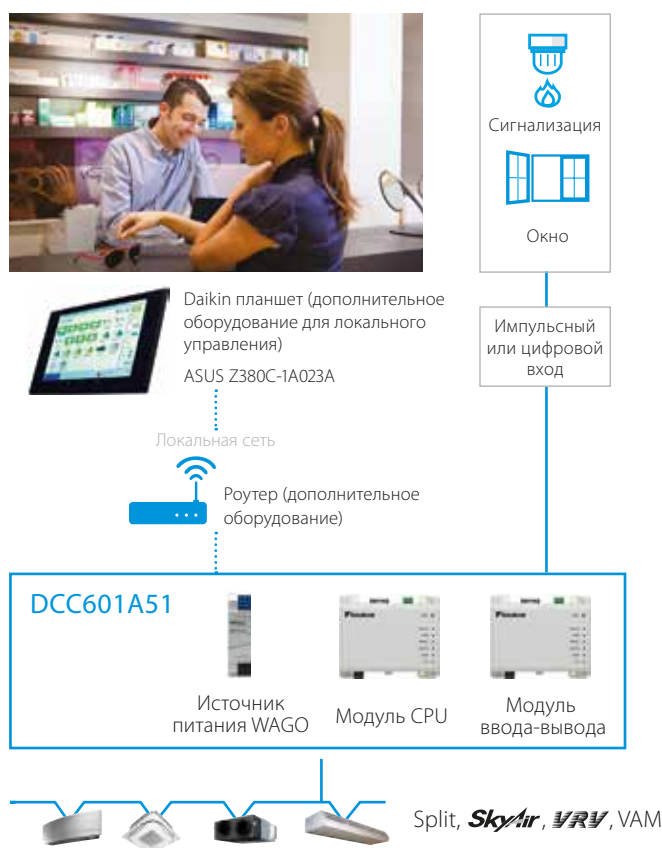 Сигнализация
Окно
Daikin планшет (дополнительное
оборудование для локального
управления)
ASUS Z380C-1A023A
Импульсный
или цифровой
вход
Локальная сеть
Роутер (дополнительное
оборудование)
DCC601A51
Источник
питания WAGO
Модуль CPU
Модуль
ввода-вывода
Split, SkyAir, VRV, VAM